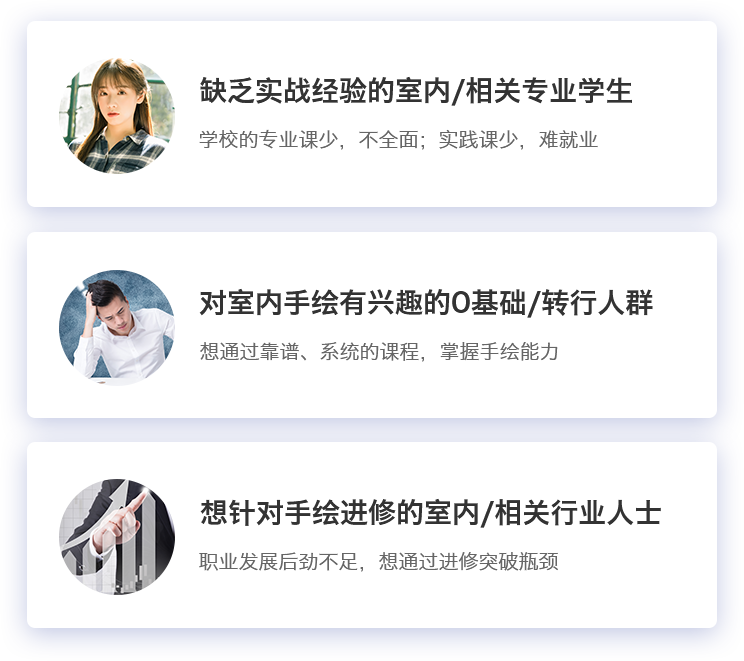 缺乏实战经验的室内/相关专业学生
学校的专业课少，不全面；实践课少，难就业
对室内手绘有兴趣的0基础/转行人群
想通过靠谱、系统的课程，掌握手绘能力
想针对手绘进修的室内/相关行业人士
职业发展后劲不足，想通过进修突破瓶颈